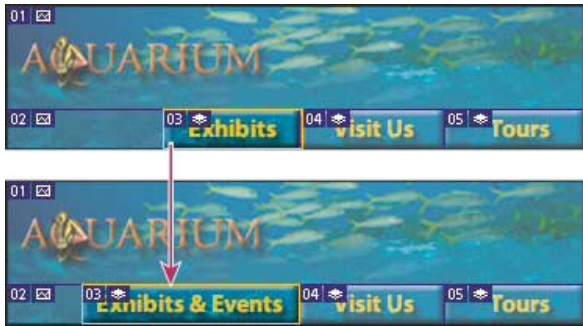 01
AQUARIUM
02 03 Exhibits 04 Visit Us 05 Tours
01
AQUARIUM
02 03 Exhibits & Events 04 Visit Us 05 Tours